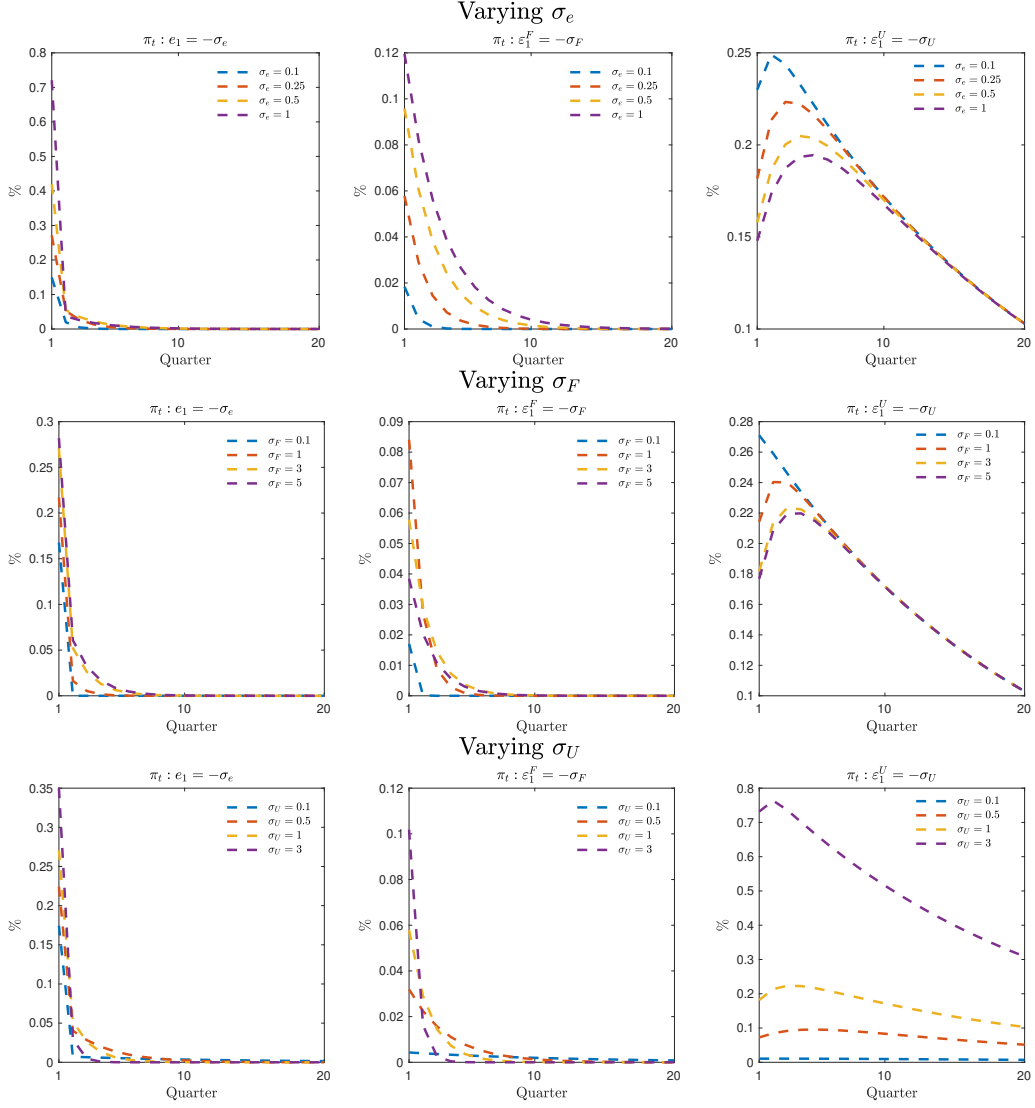 Varying σ_e
π_t : e_1 = −σ_e
%
0.8
0.7
0.6
0.5
0.4
0.3
0.2
0.1
0
1
10
20
Quarter
σ_e = 0.1
σ_e = 0.25
σ_e = 0.5
σ_e = 1
π_t : ε_1^F = −σ_F
%
0.12
0.1
0.08
0.06
0.04
0.02
0
1
10
20
Quarter
σ_e = 0.1
σ_e = 0.25
σ_e = 0.5
σ_e = 1
π_t : ε_1^U = −σ_U
%
0.25
0.2
0.15
0.1
1
10
20
Quarter
σ_e = 0.1
σ_e = 0.25
σ_e = 0.5
σ_e = 1
Varying σ_F
π_t : e_1 = −σ_e
%
0.3
0.25
0.2
0.15
0.1
0.05
0
1
10
20
Quarter
σ_F = 0.1
σ_F = 1
σ_F = 3
σ_F = 5
π_t : ε_1^F = −σ_F
%
0.09
0.08
0.07
0.06
0.05
0.04
0.03
0.02
0.01
0
1
10
20
Quarter
σ_F = 0.1
σ_F = 1
σ_F = 3
σ_F = 5
π_t : ε_1^U = −σ_U
%
0.28
0.26
0.24
0.22
0.2
0.18
0.16
0.14
0.12
0.1
1
10
20
Quarter
σ_F = 0.1
σ_F = 1
σ_F = 3
σ_F = 5
Varying σ_U
π_t : e_1 = −σ_e
%
0.35
0.3
0.25
0.2
0.15
0.1
0.05
0
1
10
20
Quarter
σ_U = 0.1
σ_U = 0.5
σ_U = 1
σ_U = 3
π_t : ε_1^F = −σ_F
%
0.12
0.1
0.08
0.06
0.04
0.02
0
1
10
20
Quarter
σ_U = 0.1
σ_U = 0.5
σ_U = 1
σ_U = 3
π_t : ε_1^U = −σ_U
%
0.8
0.7
0.6
0.5
0.4
0.3
0.2
0.1
0
1
10
20
Quarter
σ_U = 0.1
σ_U = 0.5
σ_U = 1
σ_U = 3